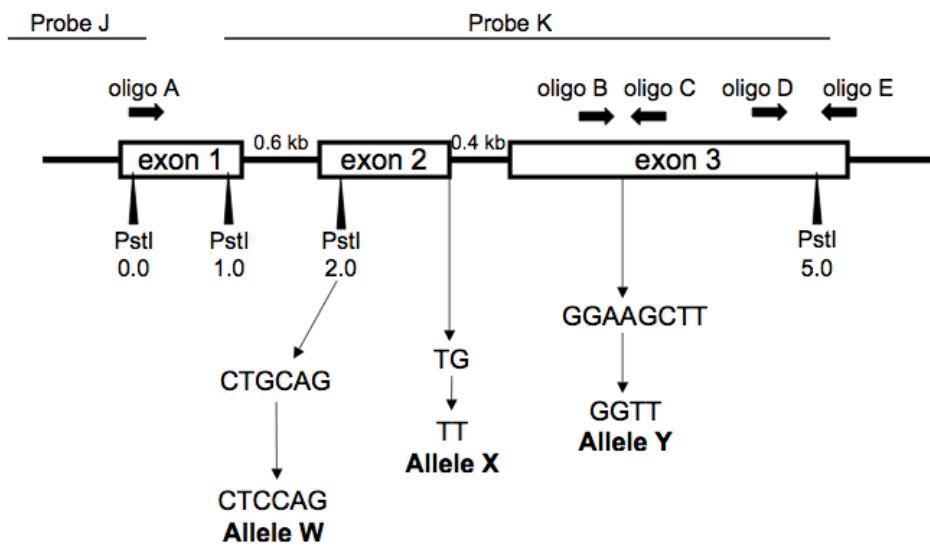 Probe J
Probe K
oligo A
oligo B
oligo C
oligo D
oligo E
0.6 kb
0.4 kb
exon 1
exon 2
exon 3
PstI
0.0
PstI
1.0
PstI
2.0
PstI
5.0
CTGCAG
CTCCAG
Allele W
TG
TT
Allele X
GGAAGCTT
GGTT
Allele Y